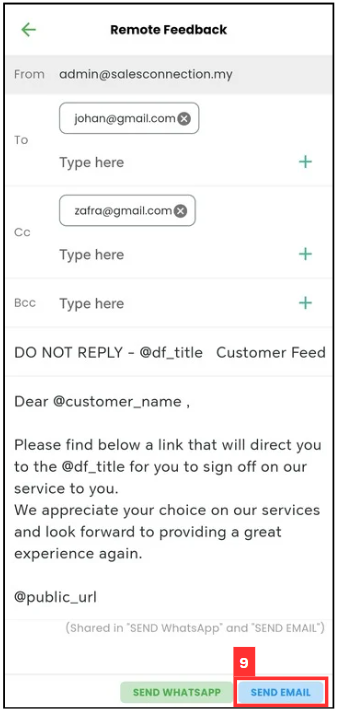 Remote Feedback
From admin@salesconnection.my
johan@gmail.com
To
Type here
zafra@gmail.com
Cc
Type here
Bcc Type here
DO NOT REPLY - @df_title Customer Feed
Dear @customer_name ,
Please find below a link that will direct you
to the @df_title for you to sign off on our
service to you.
We appreciate your choice on our services
and look forward to providing a great
experience again.
@public_url
(Shared in "SEND WhatsApp" and "SEND EMAIL")
9
SEND WHATSAPP SEND EMAIL